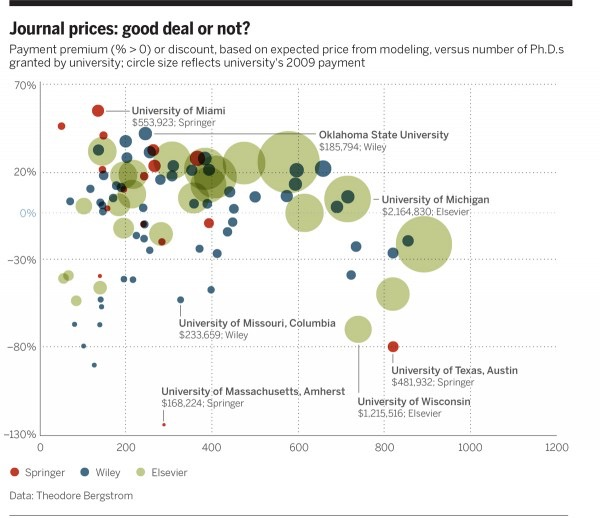 Journal prices: good deal or not?
Payment premium (% > 0) or discount, based on expected price from modeling, versus number of Ph.D.s
granted by university; circle size reflects university's 2009 payment
70%
University of Miami
$553,923; Springer
Oklahoma State University
$185,794; Wiley
20%
University of Michigan
$2,164,830; Elsevier
0%
−30%
University of Missouri, Columbia
$233,659; Wiley
−80%
University of Texas, Austin
$481,932; Springer
University of Massachusetts, Amherst
$168,224; Springer
University of Wisconsin
$1,215,516; Elsevier
−130%
0 200 400 600 800 1000 1200
Springer Wiley Elsevier
Data: Theodore Bergstrom